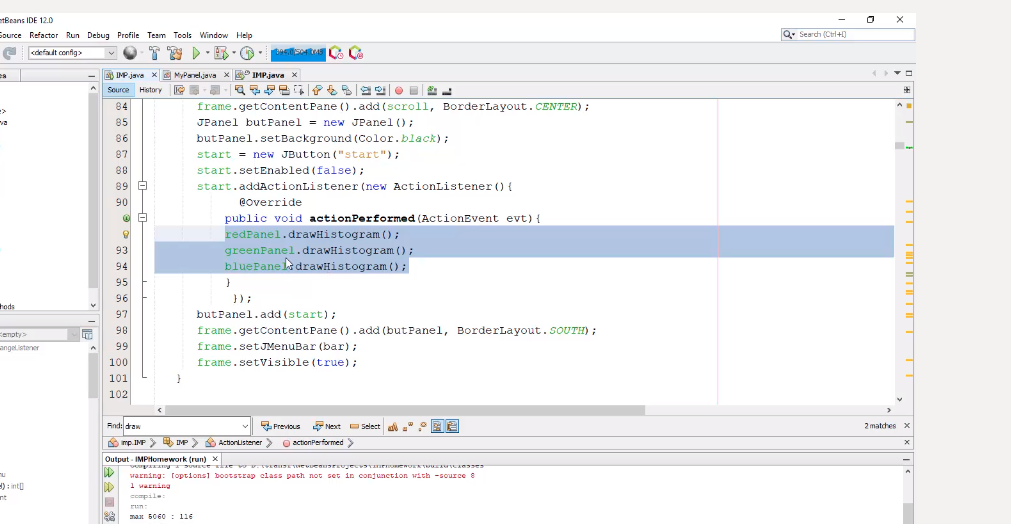 etBeans IDE 12.0
Source Refactor Run Debug Profile Team Tools Window Help
<default config>
Search (Ctrl+I)
IMP.java MyPanel.java IMP.java
Source History
84 frame.getContentPane().add(scroll, BorderLayout.CENTER);
85 JPanel butPanel = new JPanel();
86 butPanel.setBackground(Color.black);
87 start = new JButton("start");
88 start.setEnabled(false);
89 start.addActionListener(new ActionListener(){
90 @Override
public void actionPerformed(ActionEvent evt){
redPanel.drawHistogram();
93 greenPanel.drawHistogram();
94 bluePanel.drawHistogram();
95 }
96 });
97 butPanel.add(start);
98 frame.getContentPane().add(butPanel, BorderLayout.SOUTH);
99 frame.setJMenuBar(bar);
100 frame.setVisible(true);
101 }
102
Find: draw Previous Next Select 2 matches
imp.IMP IMP ActionListener actionPerformed
Output - IMPHomework (run)
warning: [options] bootstrap class path not set in conjunction with -source 8
1 warning
compile:
run:
max 5060 : 116
es
>
va
hods
<empty>
angeListener
nu
) : int[]
nt